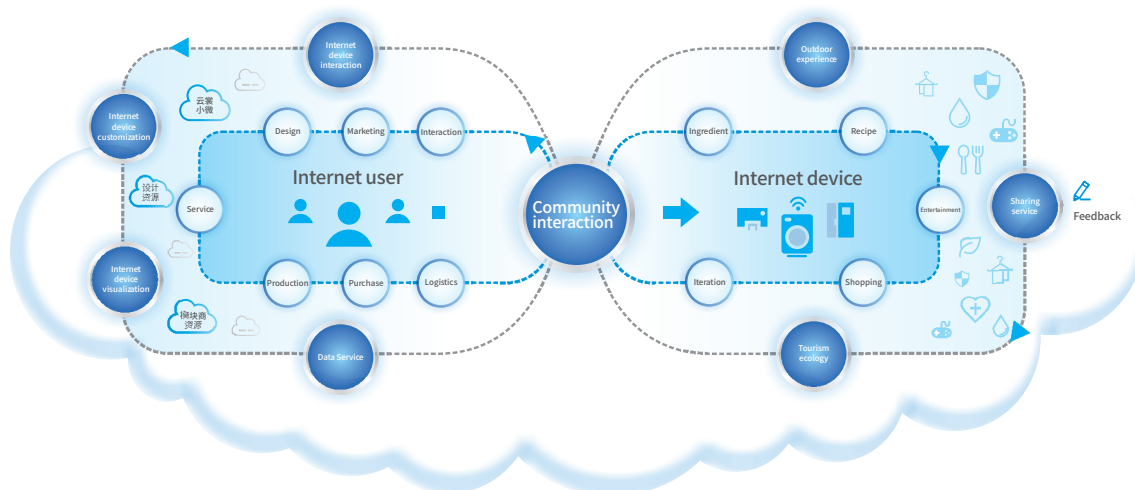 Internet
device
interaction
Outdoor
experience
云裳
小微
Internet
device
customization
Design
Marketing
Interaction
Ingredient
Recipe
Internet user
Internet device
设计
资源
Service
Community
interaction
Entertainment
Sharing
service
Feedback
Internet
device
visualization
Production
Purchase
Logistics
Iteration
Shopping
模块商
资源
Data Service
Tourism
ecology